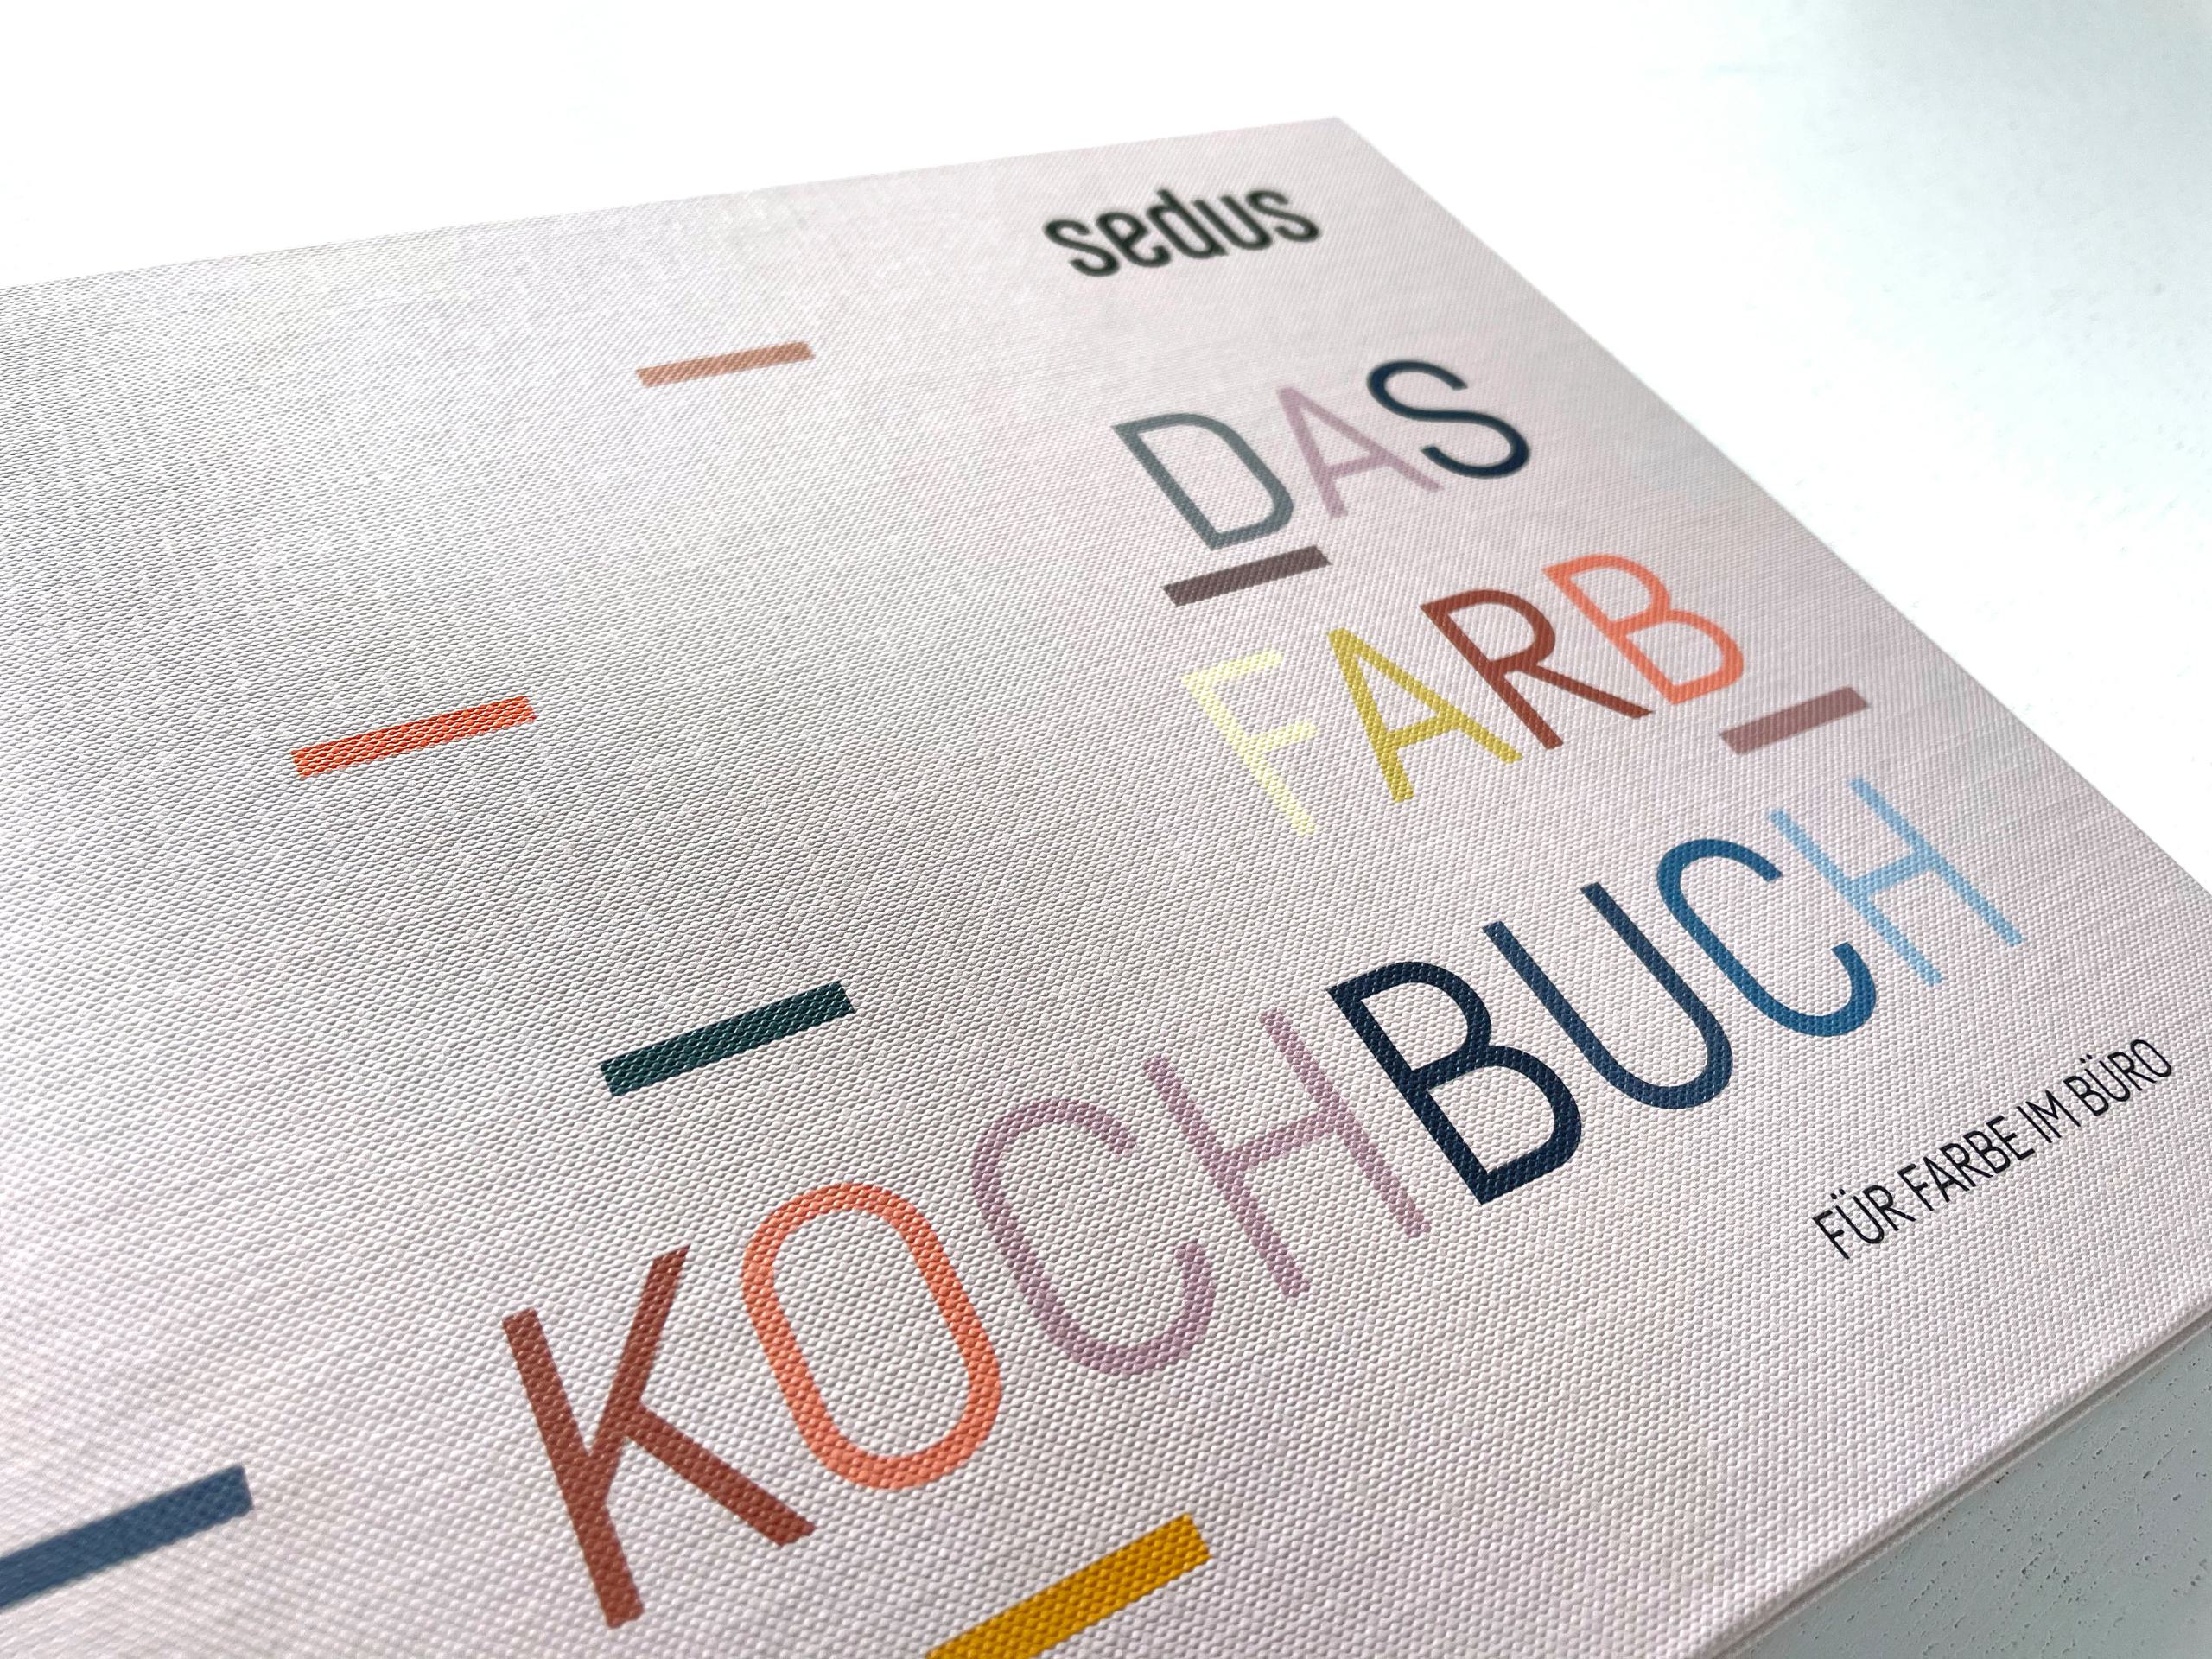 sedus
DAS
FARB
KOCHBUCH
FÜR FARBE IM BÜRO